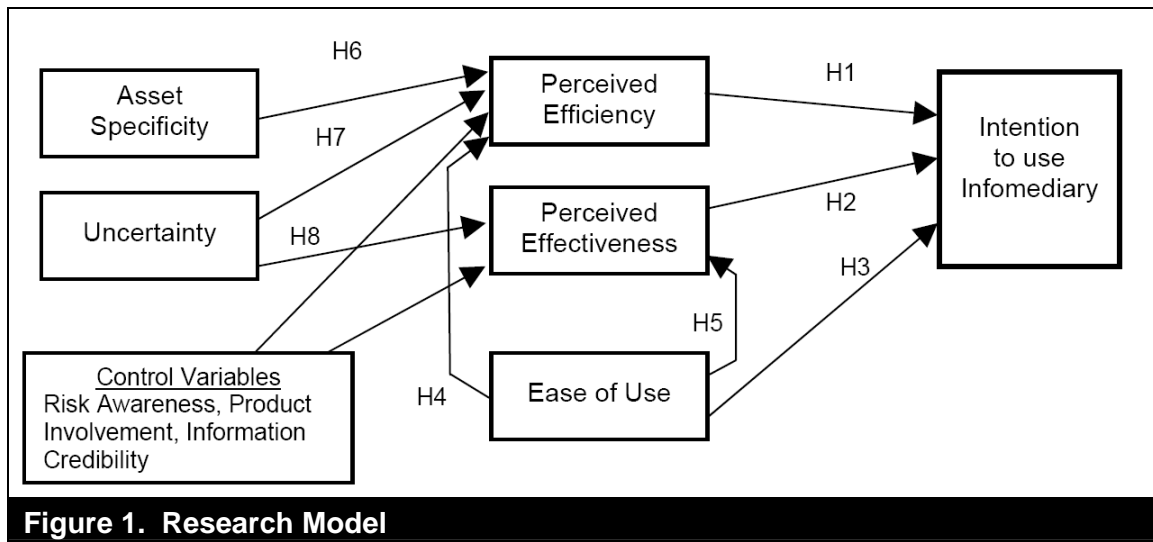 Asset
Specificity
H6
Perceived
Efficiency
H1
Intention
to use
Infomediary
H7
Uncertainty
H8
Perceived
Effectiveness
H2
H3
H5
Control Variables
Risk Awareness, Product
Involvement, Information
Credibility
H4
Ease of Use
Figure 1. Research Model